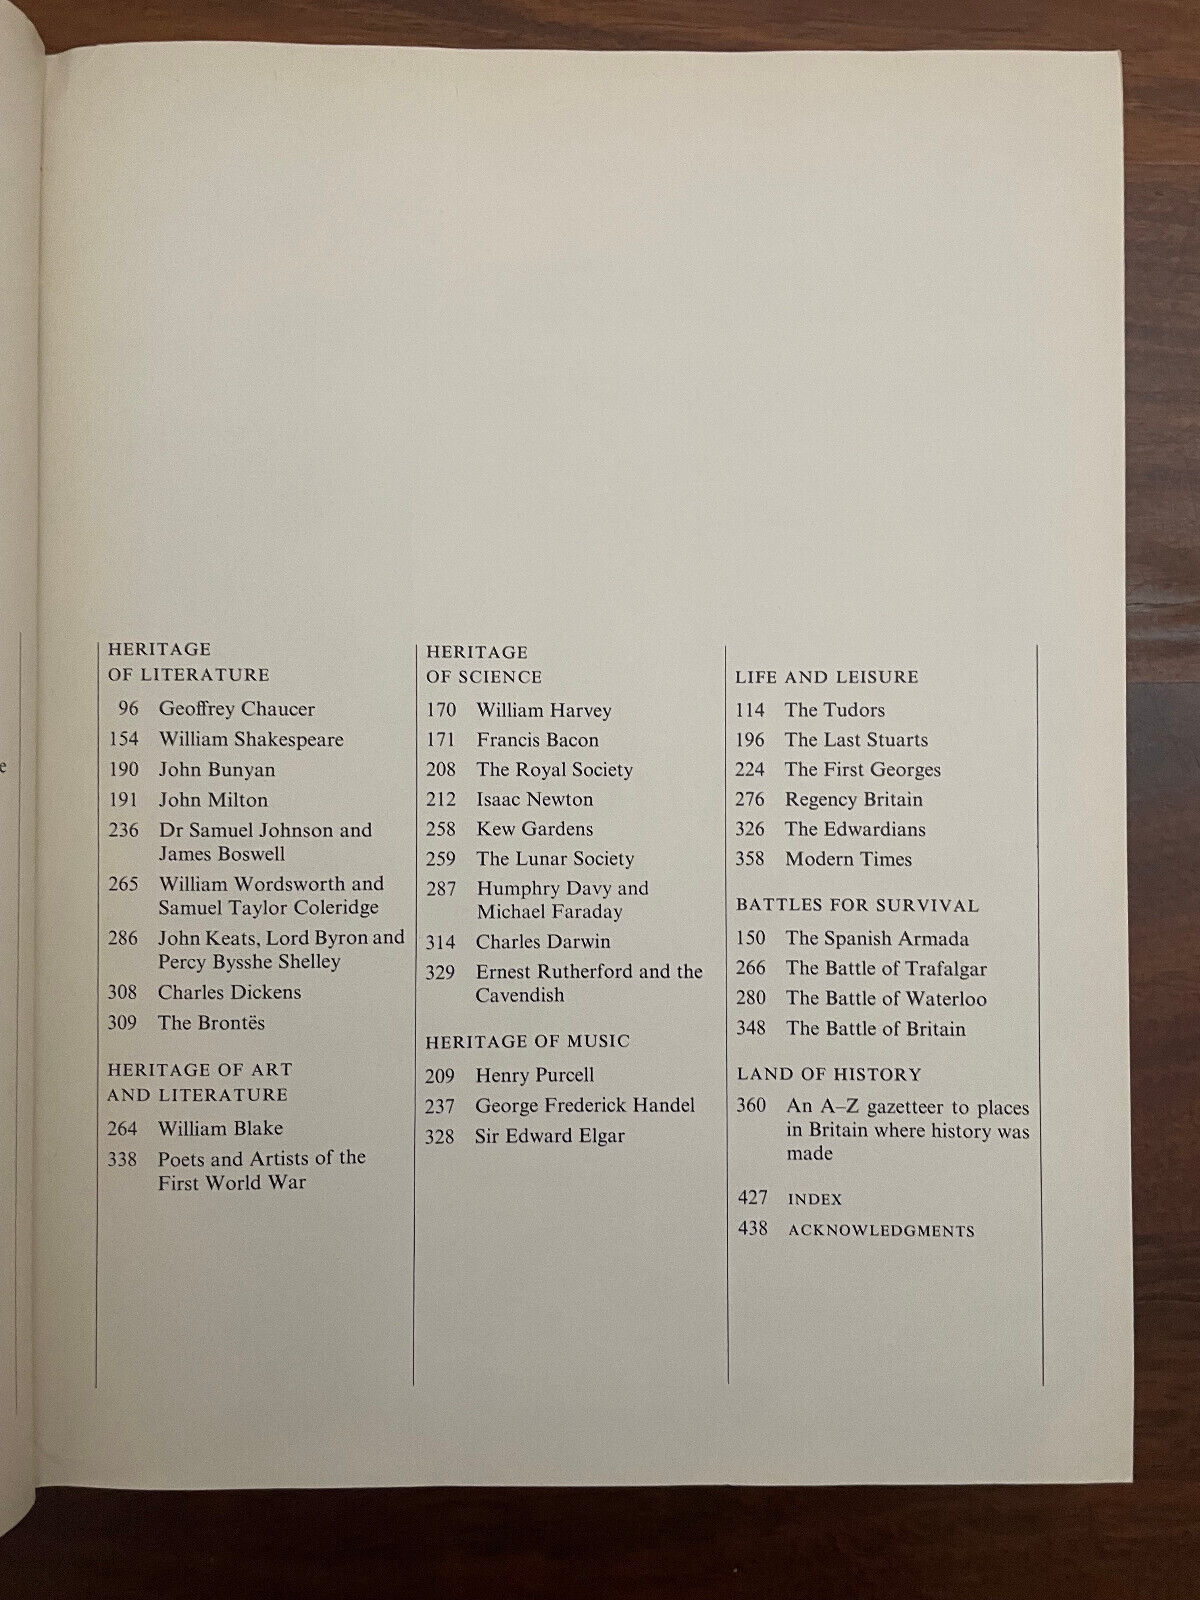 e
HERITAGE
OF LITERATURE
96 Geoffrey Chaucer
154 William Shakespeare
190 John Bunyan
191 John Milton
236 Dr Samuel Johnson and
James Boswell
265 William Wordsworth and
Samuel Taylor Coleridge
286 John Keats, Lord Byron and
Percy Bysshe Shelley
308 Charles Dickens
309 The Brontës
HERITAGE OF ART
AND LITERATURE
264 William Blake
338 Poets and Artists of the
First World War
HERITAGE
OF SCIENCE
170 William Harvey
171 Francis Bacon
208 The Royal Society
212 Isaac Newton
258 Kew Gardens
259 The Lunar Society
287 Humphry Davy and
Michael Faraday
314 Charles Darwin
329 Ernest Rutherford and the
Cavendish
HERITAGE OF MUSIC
209 Henry Purcell
237 George Frederick Handel
328 Sir Edward Elgar
LIFE AND LEISURE
114 The Tudors
196 The Last Stuarts
224 The First Georges
276 Regency Britain
326 The Edwardians
358 Modern Times
BATTLES FOR SURVIVAL
150 The Spanish Armada
266 The Battle of Trafalgar
280 The Battle of Waterloo
348 The Battle of Britain
LAND OF HISTORY
360 An A–Z gazetteer to places
in Britain where history was
made
427 INDEX
438 ACKNOWLEDGMENTS